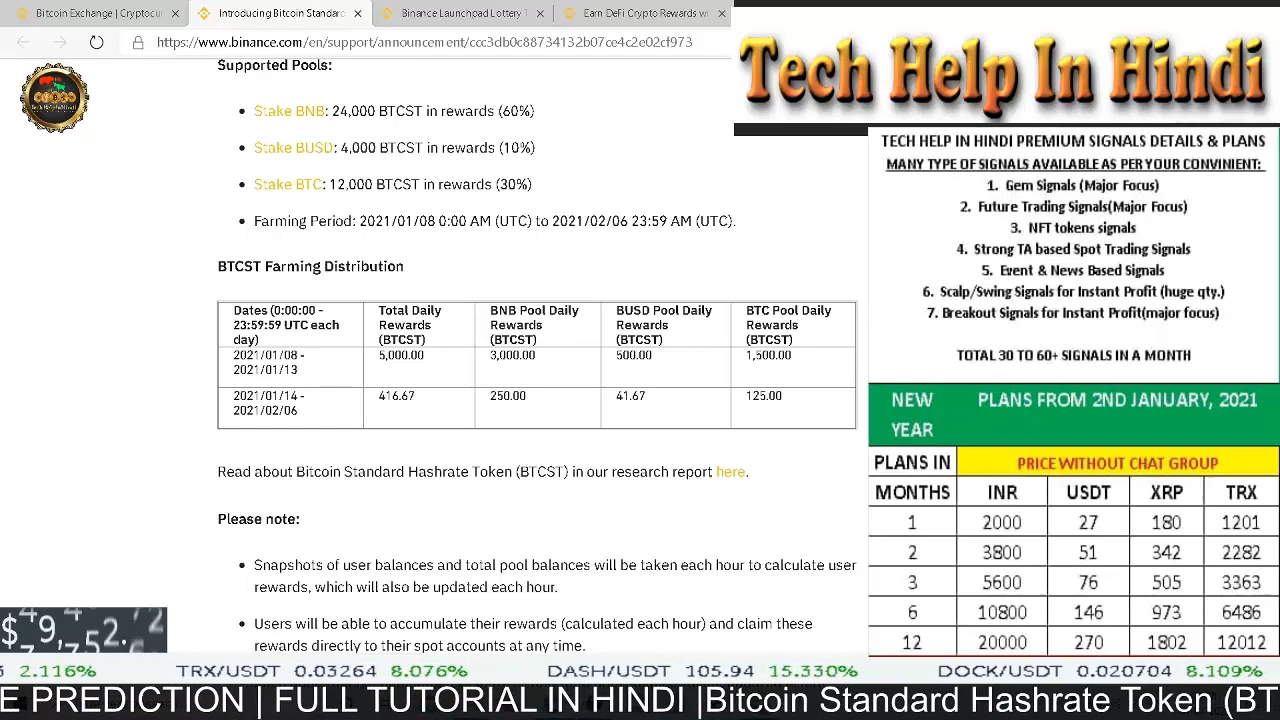 Bitcoin Exchange | Cryptocu
Introducing Bitcoin Standar
Binance Launched Lottery T
Earn DeFi Crypto Rewards wi
https://www.binance.com/en/support/announcement/ccc3db0c88734132b07ce4c2e02cf973
Tech Help In Hindi
Supported Pools:
Stake BNB: 24,000 BTCST in rewards (60%)
Stake BUSD: 4,000 BTCST in rewards (10%)
Stake BTC: 12,000 BTCST in rewards (30%)
Farming Period: 2021/01/08 0:00 AM (UTC) to 2021/02/06 23:59 AM (UTC).
BTCST Farming Distribution
Dates (0:00:00 - 23:59:59 UTC each day) Total Daily Rewards (BTCST) BNB Pool Daily Rewards (BTCST) BUSD Pool Daily Rewards (BTCST) BTC Pool Daily Rewards (BTCST)
2021/01/08 - 2021/01/13 5,000.00 3,000.00 500.00 1,500.00
2021/01/14 - 2021/02/06 416.67 250.00 41.67 125.00
Read about Bitcoin Standard Hashrate Token (BTCST) in our research report here.
Please note:
Snapshots of user balances and total pool balances will be taken each hour to calculate user
rewards, which will also be updated each hour.
Users will be able to accumulate their rewards (calculated each hour) and claim these
rewards directly to their spot accounts at any time.
TECH HELP IN HINDI PREMIUM SIGNALS DETAILS & PLANS
MANY TYPE OF SIGNALS AVAILABLE AS PER YOUR CONVINIENT:
1. Gem Signals (Major Focus)
2. Future Trading Signals(Major Focus)
3. NFT tokens signals
4. Strong TA based Spot Trading Signals
5. Event & News Based Signals
6. Scalp/Swing Signals for Instant Profit (huge qty.)
7. Breakout Signals for Instant Profit(major focus)
TOTAL 30 TO 60+ SIGNALS IN A MONTH
NEW YEAR PLANS FROM 2ND JANUARY, 2021
PLANS IN MONTHS PRICE WITHOUT CHAT GROUP
INR USDT XRP TRX
1 2000 27 180 1201
2 3800 51 342 2282
3 5600 76 505 3363
6 10800 146 973 6486
12 20000 270 1802 12012
2.116% TRX/USDT 0.03264 8.076% DASH/USDT 105.94 15.330% DOCK/USDT 0.020704 8.109%
E PREDICTION | FULL TUTORIAL IN HINDI |Bitcoin Standard Hashrate Token (BT